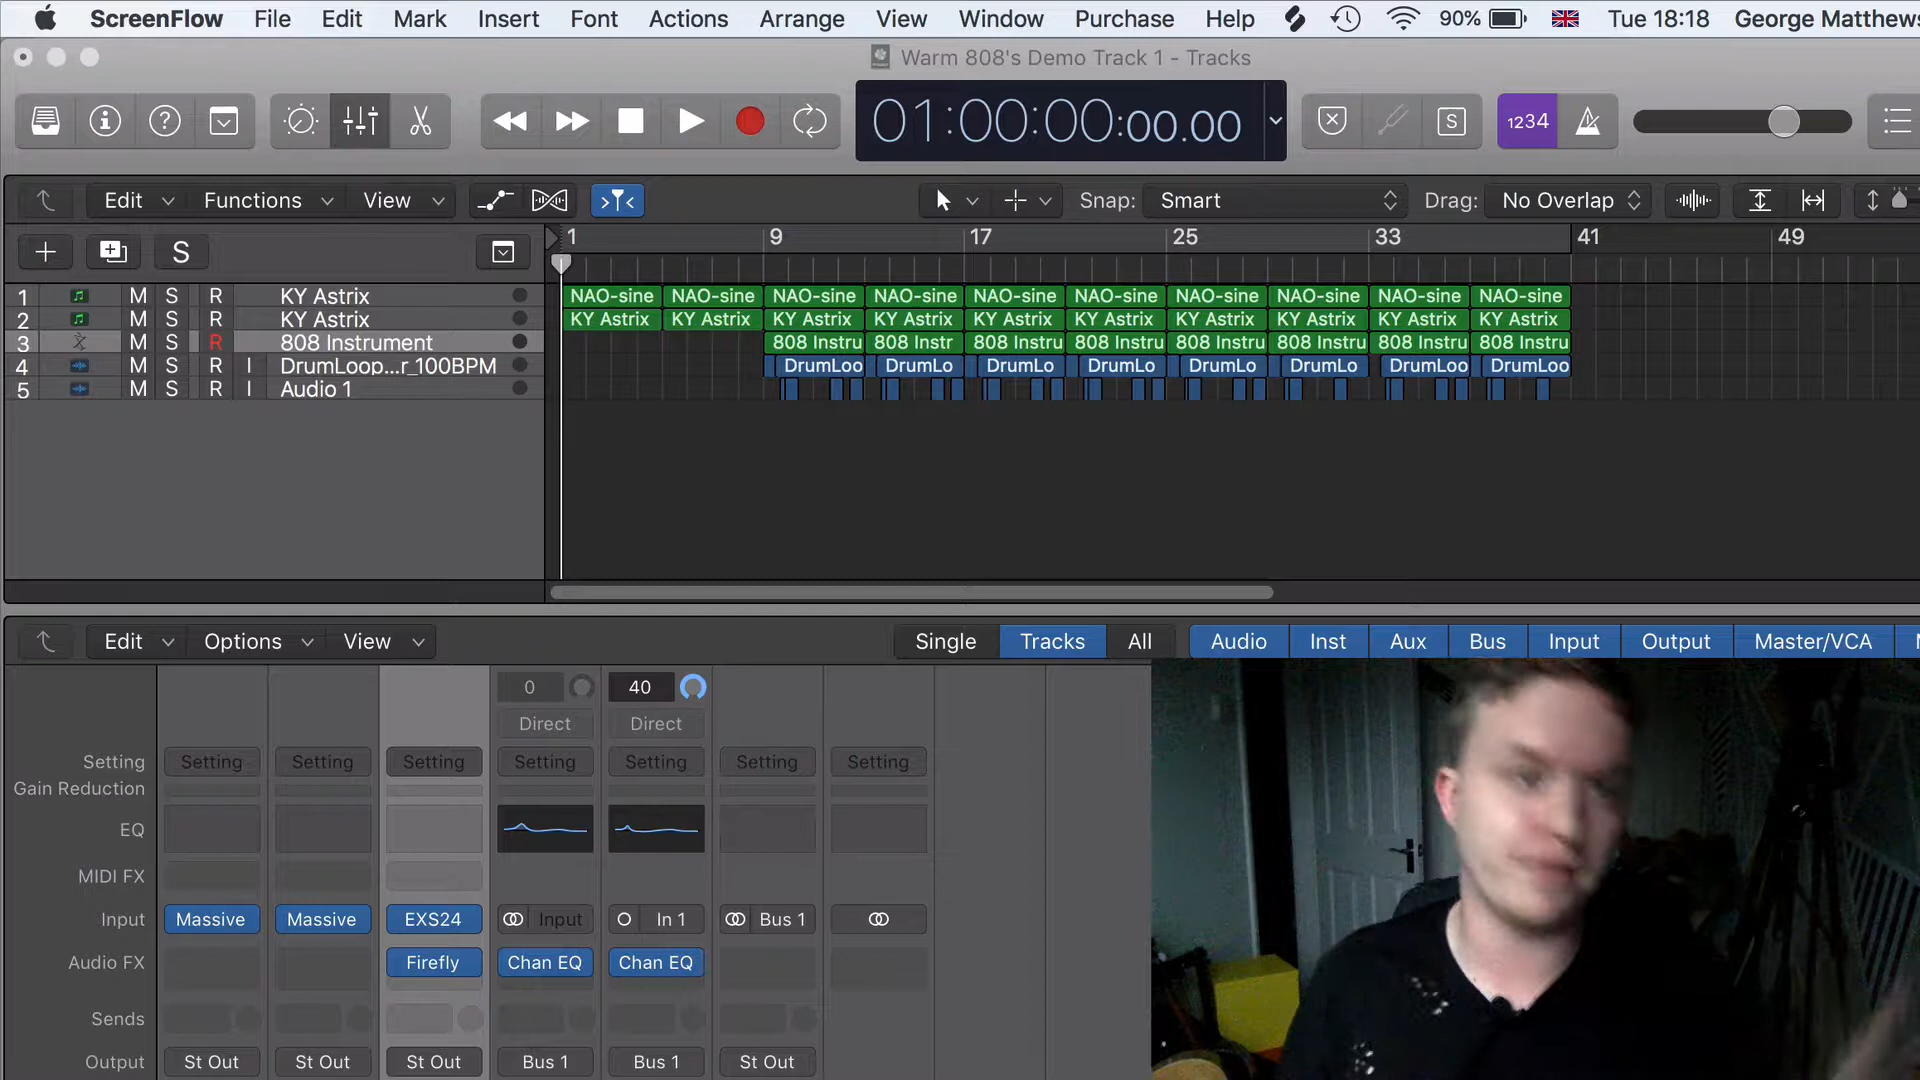 ScreenFlow File Edit Mark Insert Font Actions Arrange View Window Purchase Help 90% Tue 18:18 George Matthews
Warm 808's Demo Track 1 - Tracks
01:00:00:00.00 S 1234
Edit Functions View Snap: Smart Drag: No Overlap
S 1 9 17 25 33 41 49
1 M S R KY Astrix NAO-sine NAO-sine NAO-sine NAO-sine NAO-sine NAO-sine NAO-sine NAO-sine NAO-sine NAO-sine
2 M S R KY Astrix KY Astrix KY Astrix KY Astrix KY Astrix KY Astrix KY Astrix KY Astrix KY Astrix KY Astrix KY Astrix
3 M S R 808 Instrument 808 Instru 808 Instr 808 Instru 808 Instru 808 Instru 808 Instru 808 Instru 808 Instru
4 M S R I DrumLoop...r_100BPM DrumLoo DrumLo DrumLo DrumLo DrumLo DrumLo DrumLoo DrumLoo
5 M S R I Audio 1
Edit Options View Single Tracks All Audio Inst Aux Bus Input Output Master/VCA
0 40
Direct Direct
Setting Setting Setting Setting Setting Setting Setting Setting
Gain Reduction
EQ
MIDI FX
Input Massive Massive EXS24 Input In 1 Bus 1
Audio FX Firefly Chan EQ Chan EQ
Sends
Output St Out St Out St Out Bus 1 Bus 1 St Out